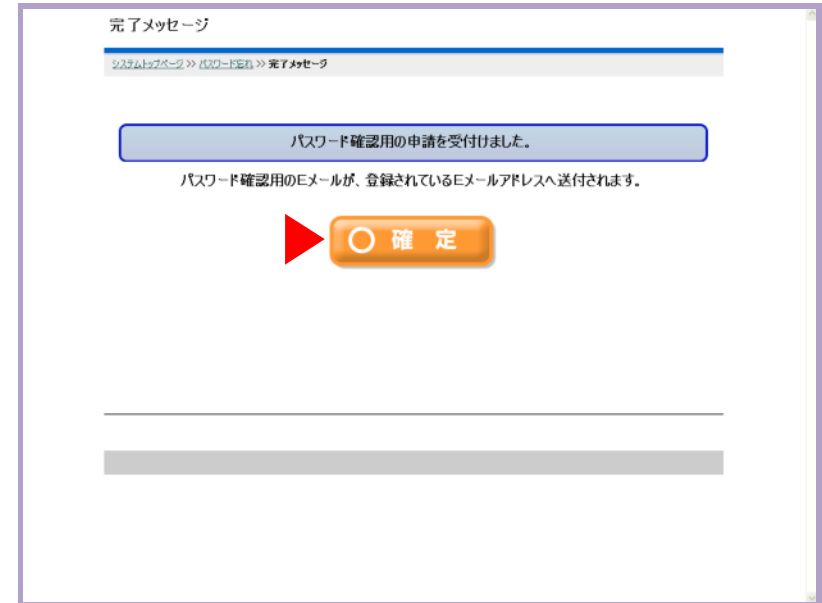 完了メッセージ
システムトップページ >> パスワード忘れ >> 完了メッセージ
パスワード確認用の申請を受付けました。
パスワード確認用のEメールが、登録されているEメールアドレスへ送付されます。
確 定